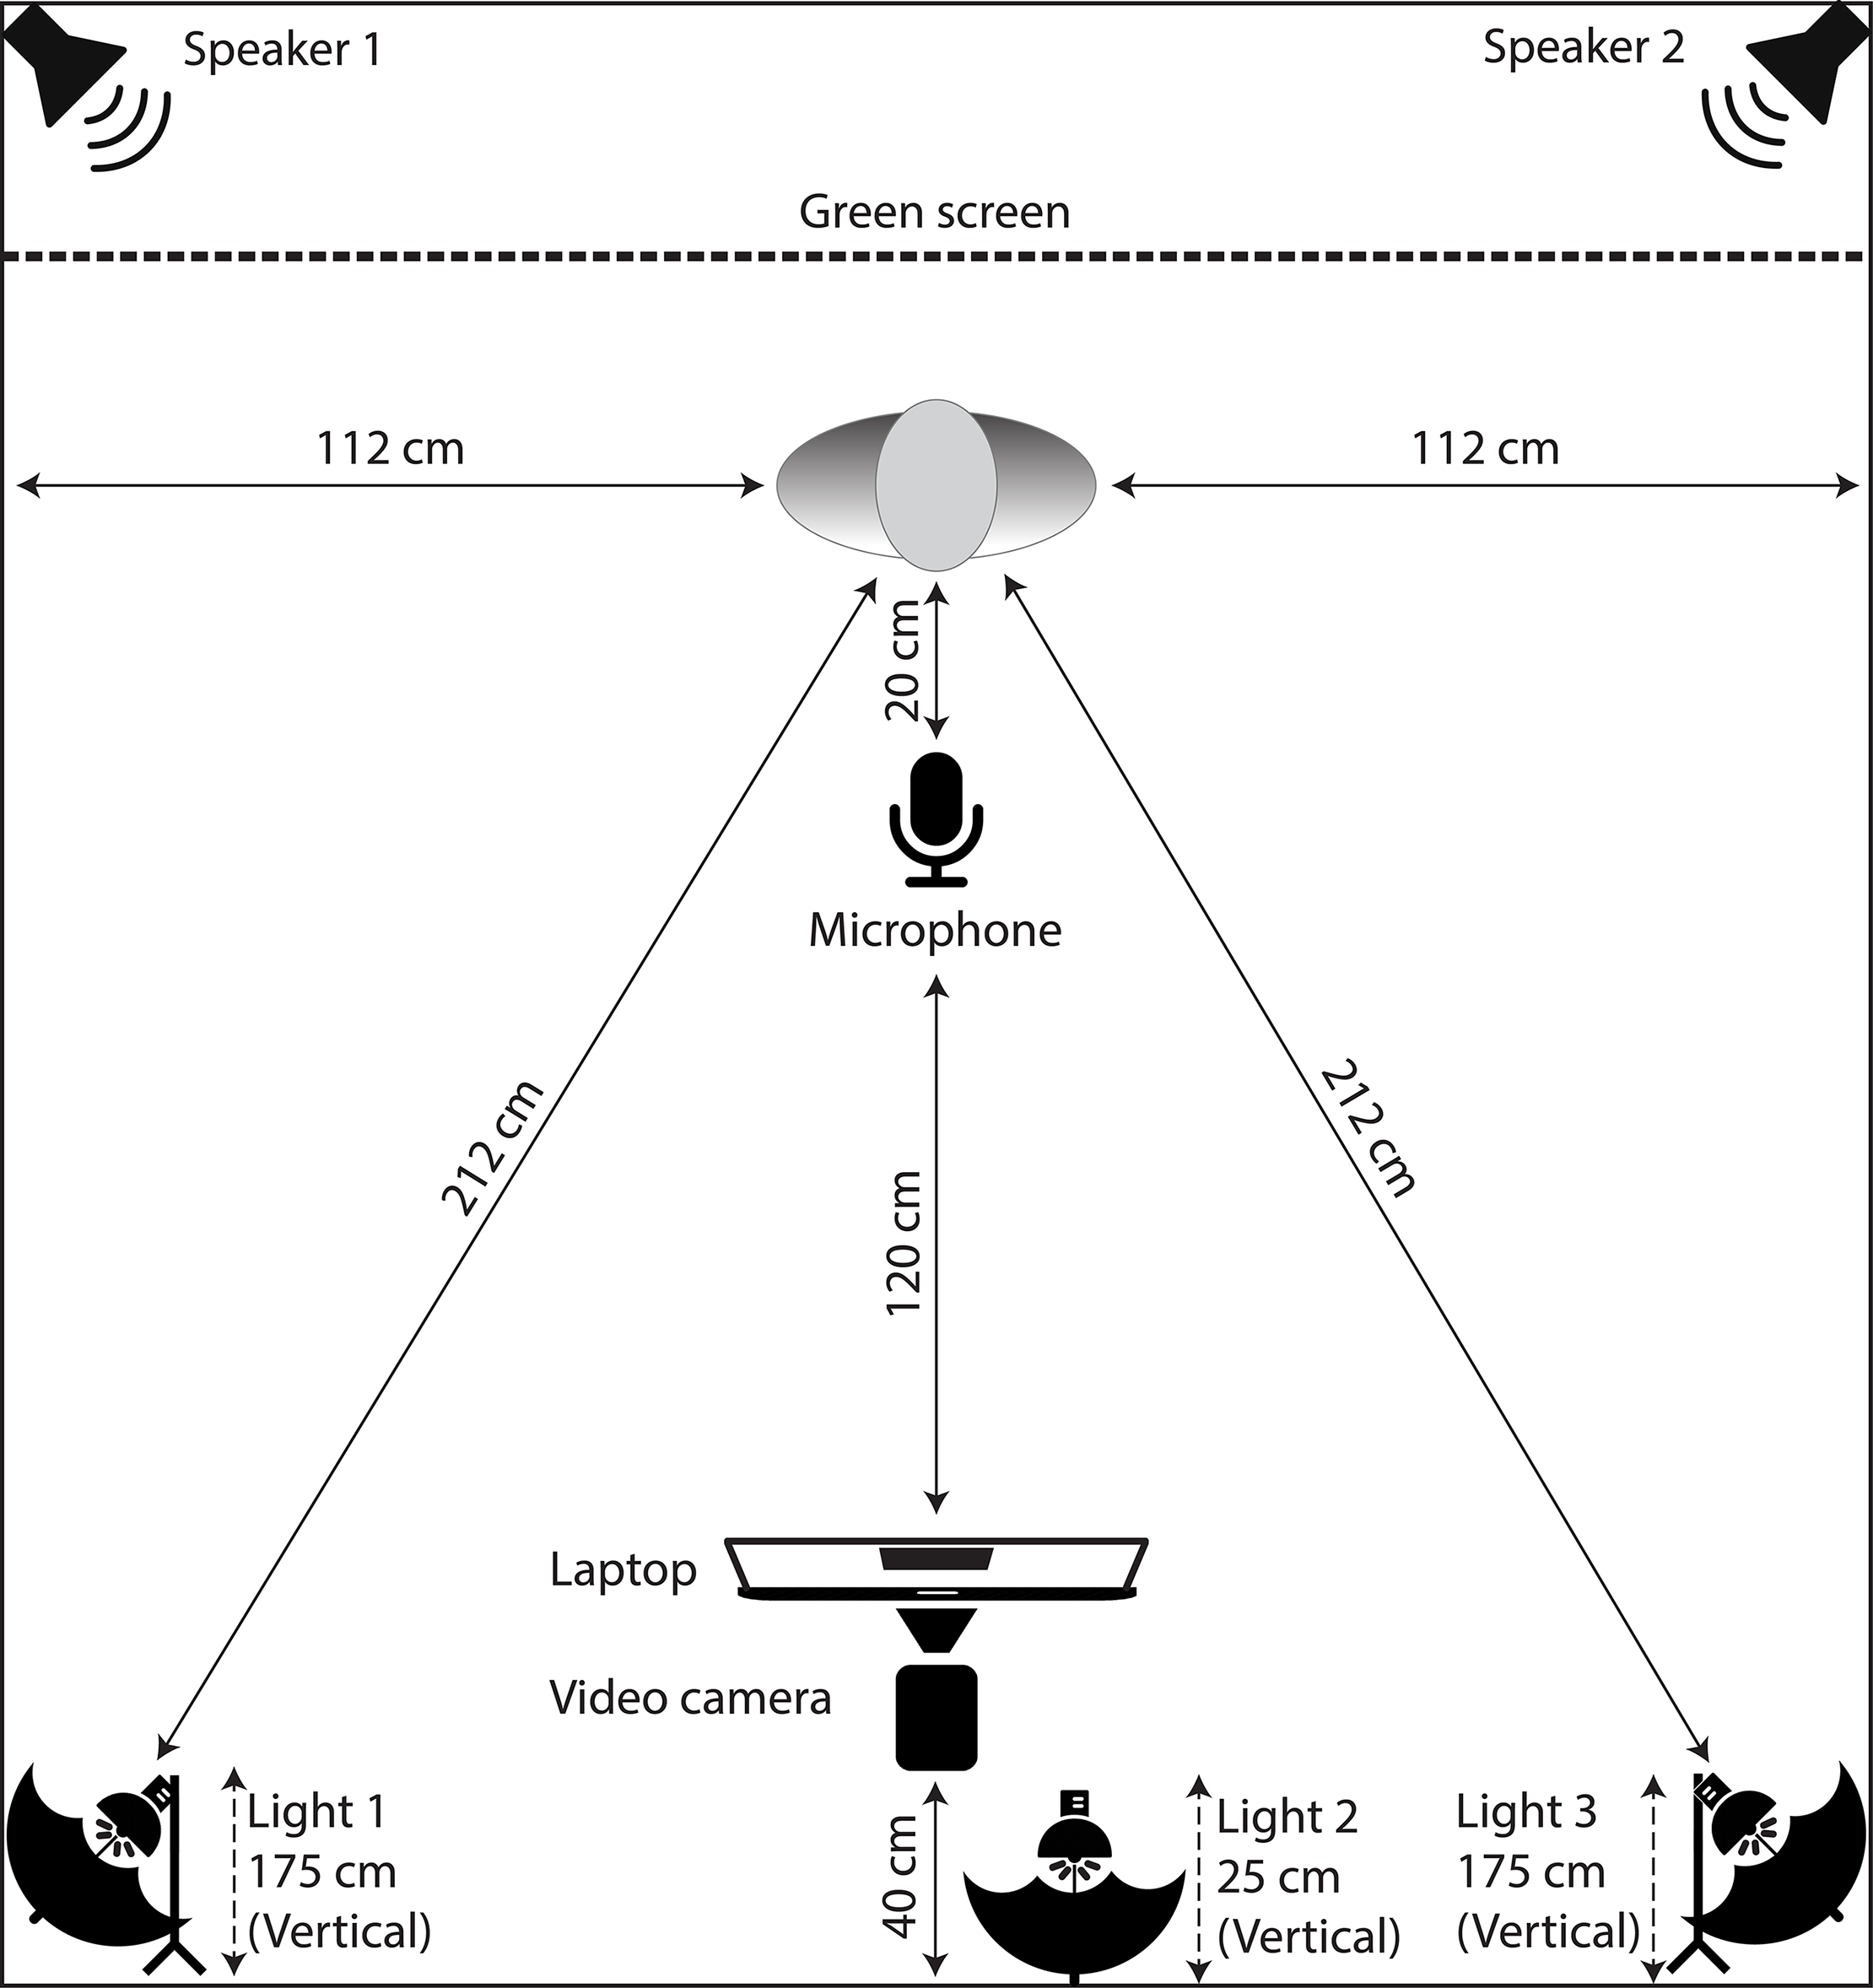 Speaker 1
Speaker 2
Green screen
112 cm
112 cm
20 cm
Microphone
212 cm
212 cm
120 cm
Laptop
Video camera
40 cm
Light 1
175 cm
(Vertical)
Light 2
25 cm
(Vertical)
Light 3
175 cm
(Vertical)